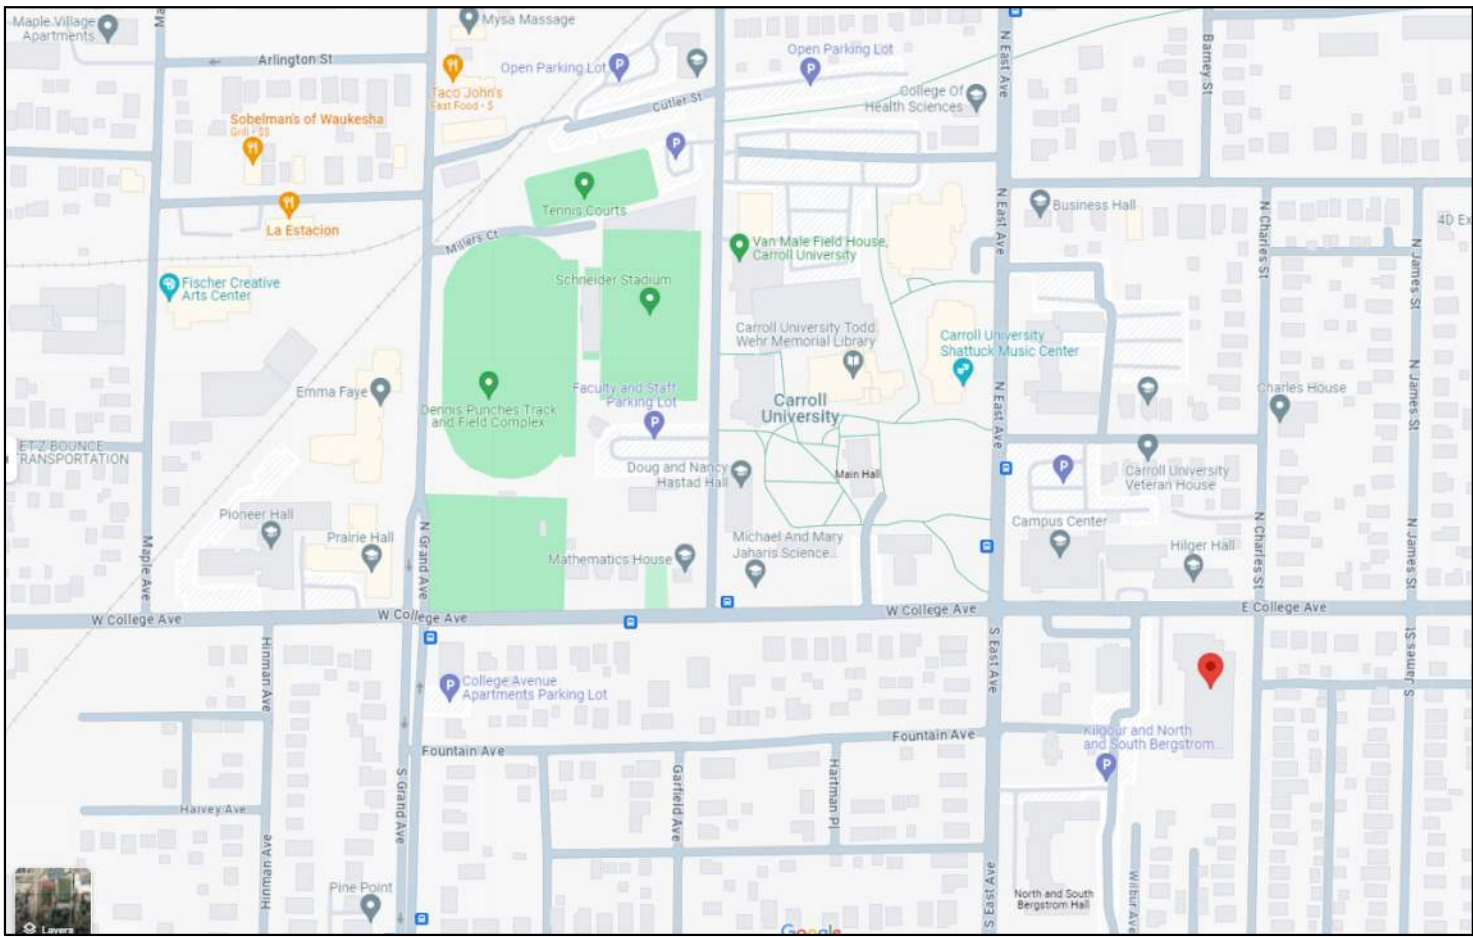 Maple Village
Apartments
Ma
Mysa Massage
Arlington St
Open Parking Lot
P
Open Parking Lot
P
N East Ave
Barney St
Taco John's
Fast Food · $
Cutler St
College Of
Health Sciences
Sobelman's of Waukesha
Grill · $$
P
Tennis Courts
N East Ave
Business Hall
N Charles St
4D Ex
La Estacion
Millers Ct
Van Male Field House,
Carroll University
N James St
Fischer Creative
Arts Center
Schneider Stadium
Carroll University Todd
Wehr Memorial Library
Carroll University
Shattuck Music Center
Emma Faye
Dennis Punches Track
and Field Complex
Faculty and Staff
Parking Lot
P
Carroll
University
N East Ave
Charles House
N James St
ET-Z BOUNCE
RANSPORTATION
Doug and Nancy
Hastad Hall
Main Hall
P
Carroll University
Veteran House
Pioneer Hall
Prairie Hall
Maple Ave
N Grand Ave
Mathematics House
Michael And Mary
Jaharis Science...
Campus Center
Hilger Hall
N Charles St
N James St
W College Ave
W College Ave
W College Ave
E College Ave
Hinman Ave
S East Ave
S James St
P
College Avenue
Apartments Parking Lot
Fountain Ave
Fountain Ave
Kilgour and North
and South Bergstrom...
P
S Grand Ave
Garfield Ave
Hartman Pl
Harvey Ave
Hinman Ave
Pine Point
S East Ave
North and South
Bergstrom Hall
Wilbur Ave
Layers
Google